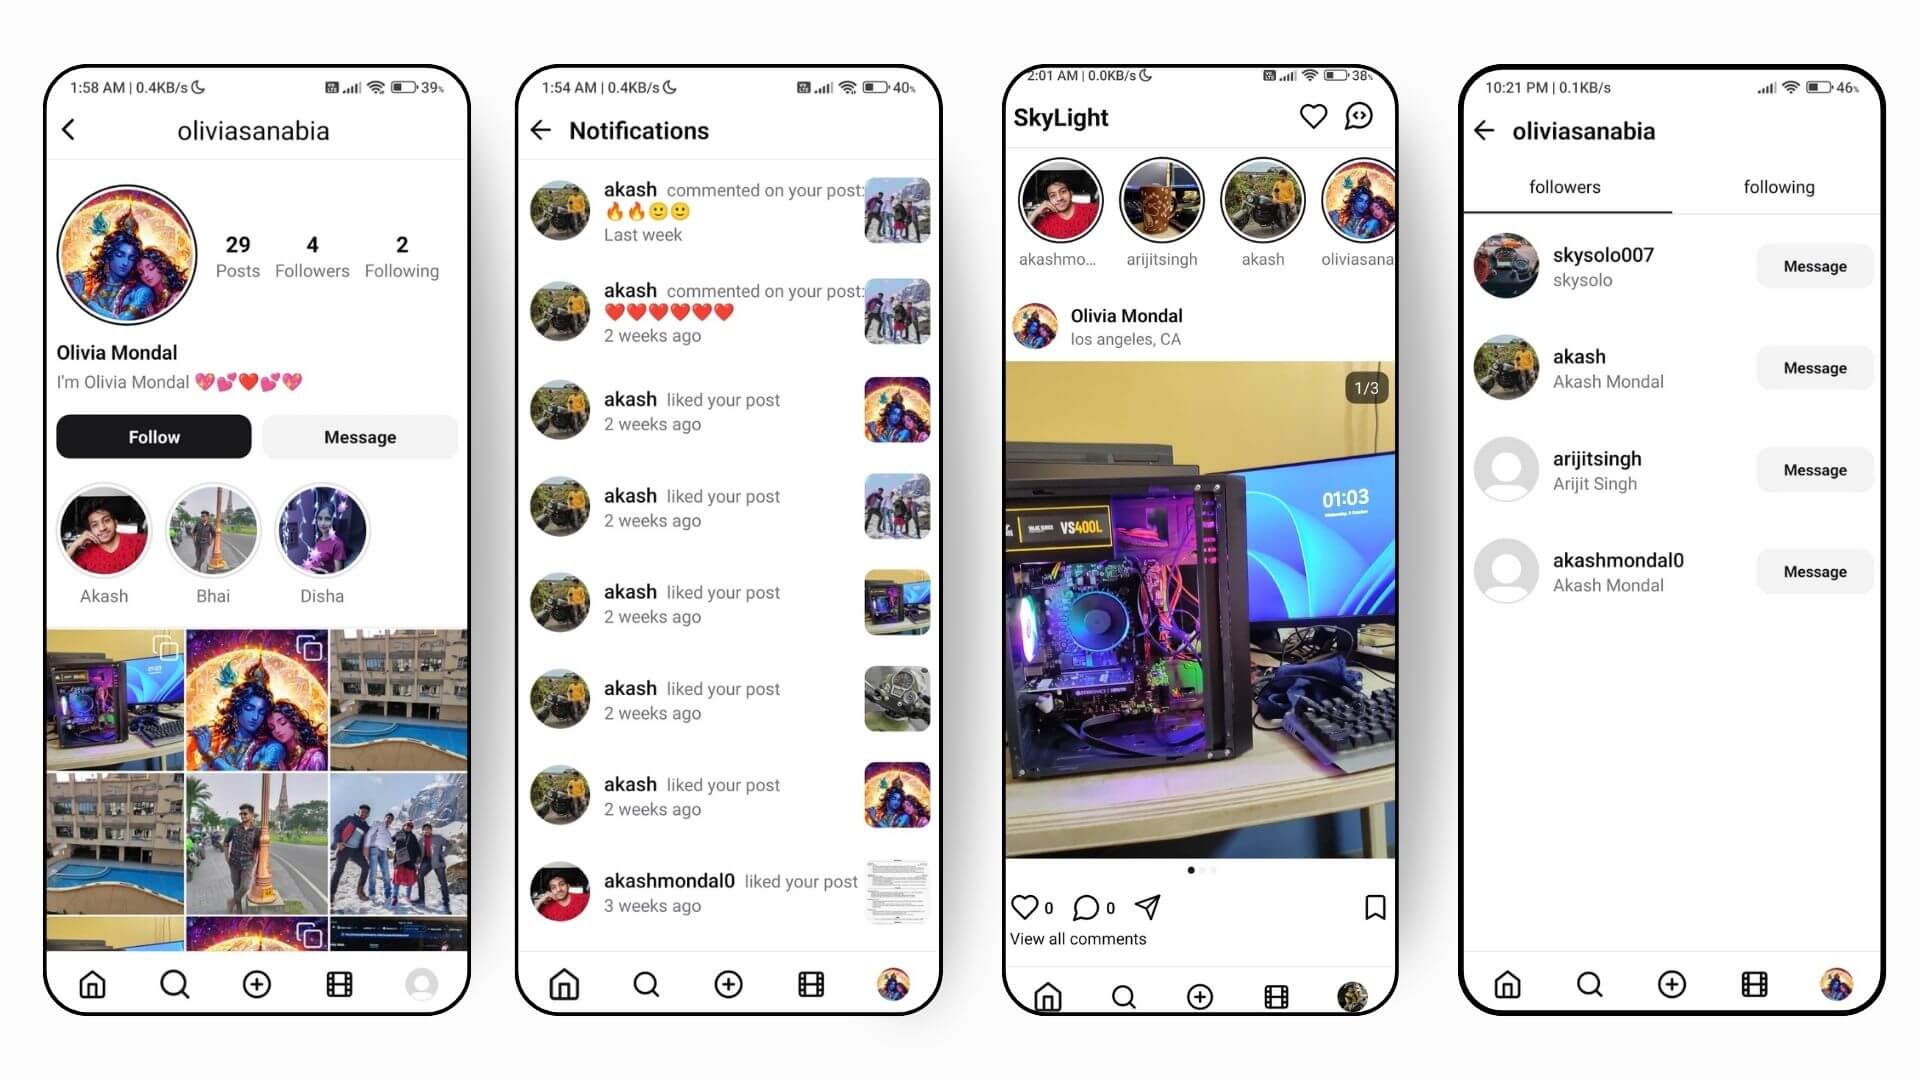 1:58 AM | 0.4KB/s
39%
oliviasanabia
29
4
2
Posts
Followers
Following
Olivia Mondal
I'm Olivia Mondal 💖💕❤️💕💖
Follow
Message
Akash
Bhai
Disha
01:03
1:54 AM | 0.4KB/s
40%
Notifications
akash commented on your post:
🔥🔥🙂🙂
Last week
akash commented on your post:
❤️❤️❤️❤️❤️❤️
2 weeks ago
akash liked your post
2 weeks ago
akash liked your post
2 weeks ago
akash liked your post
2 weeks ago
akash liked your post
2 weeks ago
akash liked your post
2 weeks ago
akashmondal0 liked your post
3 weeks ago
2:01 AM | 0.0KB/s
38%
SkyLight
akashmo...
arijitsingh
akash
oliviasana
Olivia Mondal
los angeles, CA
1/3
01:03
VS400L
0
0
View all comments
10:21 PM | 0.1KB/s
46%
oliviasanabia
followers
following
skysolo007
skysolo
Message
akash
Akash Mondal
Message
arijitsingh
Arijit Singh
Message
akashmondal0
Akash Mondal
Message